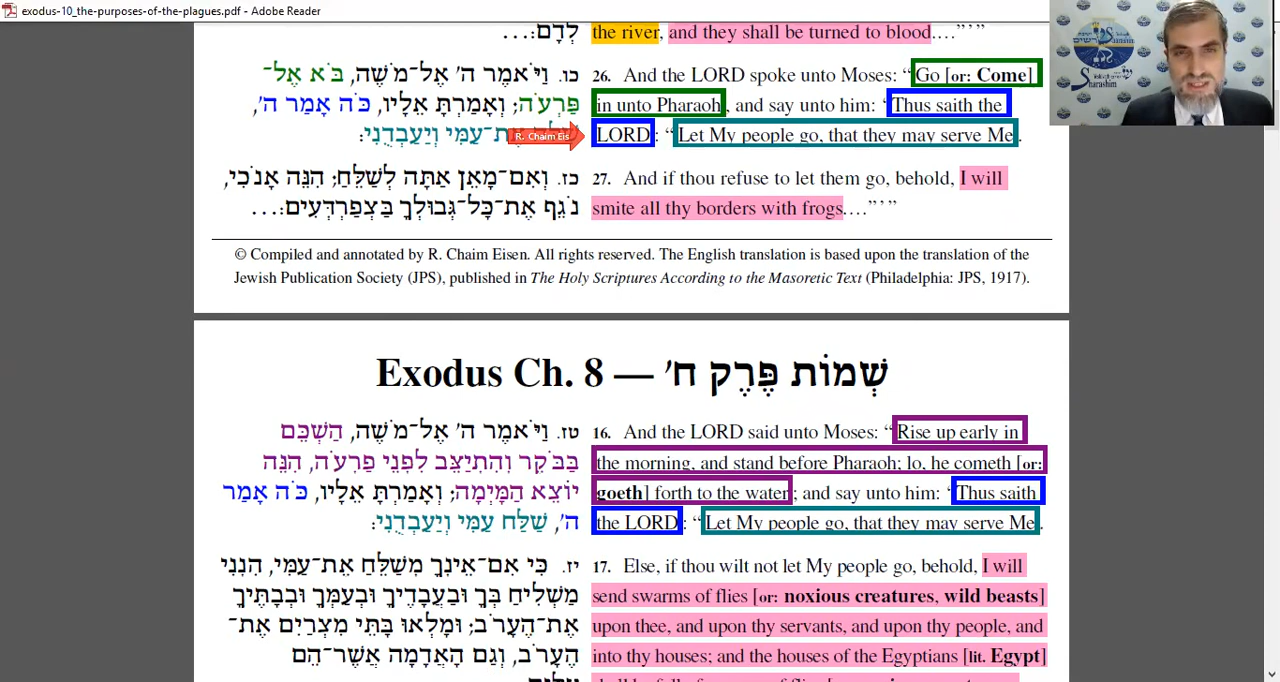 exodus-10_the-purposes-of-the-plagues.pdf - Adobe Reader
לְדָם׃...
the river, and they shall be turned to blood....”’”
כו. וַיֹּאמֶר ה' אֶל־מֹשֶׁה, בֹּא אֶל־
פַּרְעֹה; וְאָמַרְתָּ אֵלָיו, כֹּה אָמַר ה',
אֶת־עַמִּי וְיַעַבְדֻנִי׃
R. Chaim Eis
26. And the LORD spoke unto Moses: “Go [or: Come]
in unto Pharaoh, and say unto him: ‘Thus saith the
LORD: “Let My people go, that they may serve Me.
כז. וְאִם־מָאֵן אַתָּה לְשַׁלֵּחַ; הִנֵּה אָנֹכִי,
נֹגֵף אֶת־כָּל־גְּבוּלְךָ בַּצְפַרְדְּעִים׃...
27. And if thou refuse to let them go, behold, I will
smite all thy borders with frogs....”’”
© Compiled and annotated by R. Chaim Eisen. All rights reserved. The English translation is based upon the translation of the
Jewish Publication Society (JPS), published in The Holy Scriptures According to the Masoretic Text (Philadelphia: JPS, 1917).
Exodus Ch. 8 — שְׁמוֹת פֶּרֶק ח'
טז. וַיֹּאמֶר ה' אֶל־מֹשֶׁה, הַשְׁכֵּם
בַּבֹּקֶר וְהִתְיַצֵּב לִפְנֵי פַרְעֹה, הִנֵּה
יוֹצֵא הַמָּיְמָה; וְאָמַרְתָּ אֵלָיו, כֹּה אָמַר
ה', שַׁלַּח עַמִּי וְיַעַבְדֻנִי׃
16. And the LORD said unto Moses: “Rise up early in
the morning, and stand before Pharaoh; lo, he cometh [or:
goeth] forth to the water; and say unto him: ‘Thus saith
the LORD: “Let My people go, that they may serve Me.
יז. כִּי אִם־אֵינְךָ מְשַׁלֵּחַ אֶת־עַמִּי, הִנְנִי
מַשְׁלִיחַ בְּךָ וּבַעֲבָדֶיךָ וּבְעַמְּךָ וּבְבָתֶּיךָ
אֶת־הֶעָרֹב; וּמָלְאוּ בָּתֵּי מִצְרַיִם אֶת־
הֶעָרֹב, וְגַם הָאֲדָמָה אֲשֶׁר־הֵם
17. Else, if thou wilt not let My people go, behold, I will
send swarms of flies [or: noxious creatures, wild beasts]
upon thee, and upon thy servants, and upon thy people, and
into thy houses; and the houses of the Egyptians [lit. Egypt]